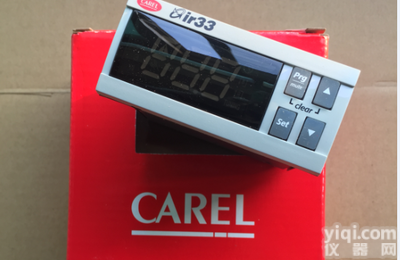 CAREL
ir33
Prg
mute
clear
Set
CAREL
yiqi.com
仪器网